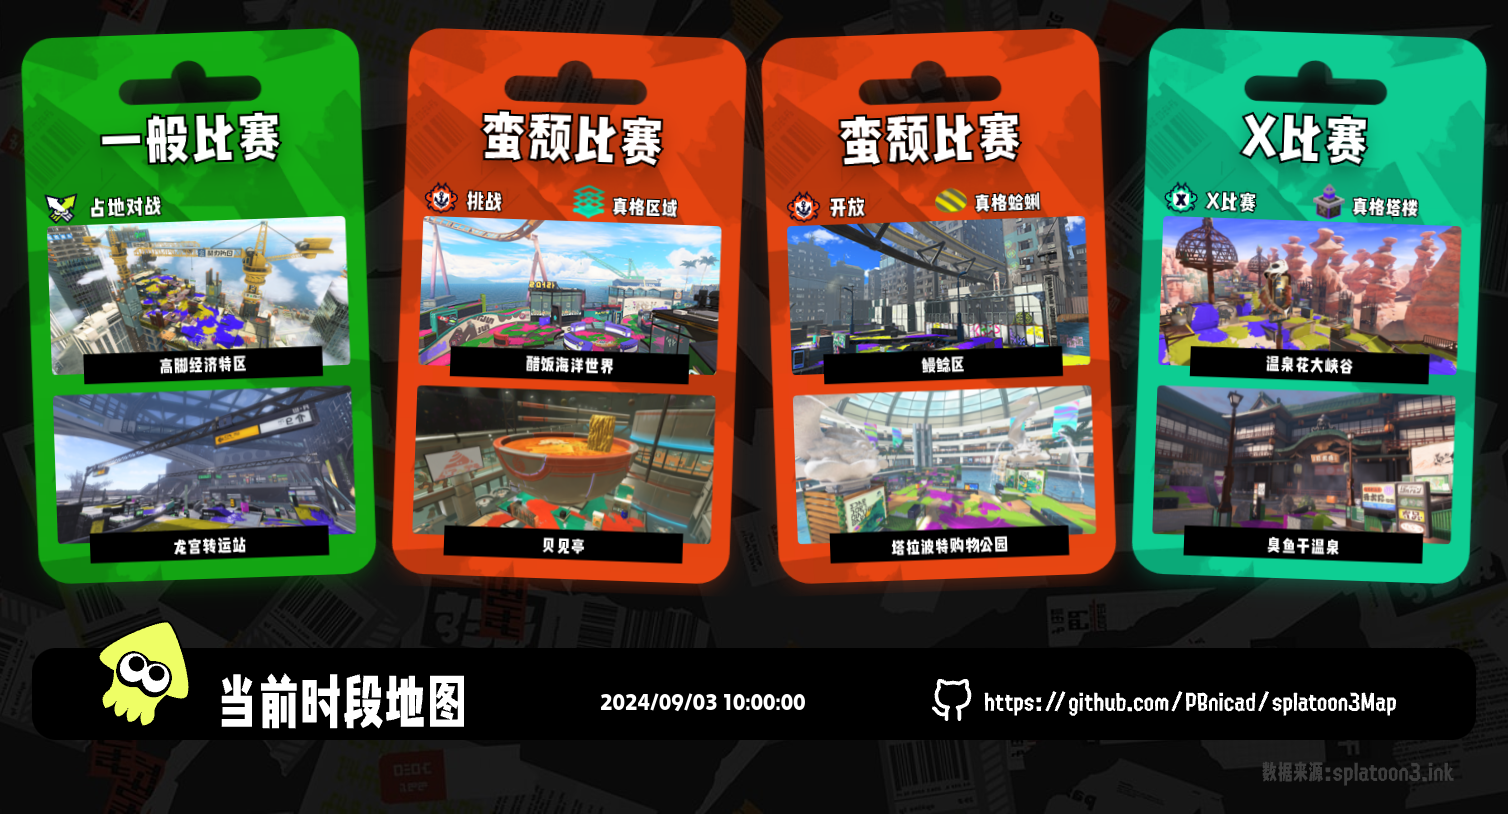 一般比赛
占地对战
高脚经济特区
龙宫转运站
蛮颓比赛
挑战
真格区域
醋饭海洋世界
贝见亭
蛮颓比赛
开放
真格蛤蜊
鳗鲶区
塔拉波特购物公园
X比赛
X比赛
真格塔楼
温泉花大峡谷
臭鱼干温泉
当前时段地图
2024/09/03 10:00:00
https://github.com/PBnicad/splatoon3Map
数据来源:splatoon3.ink